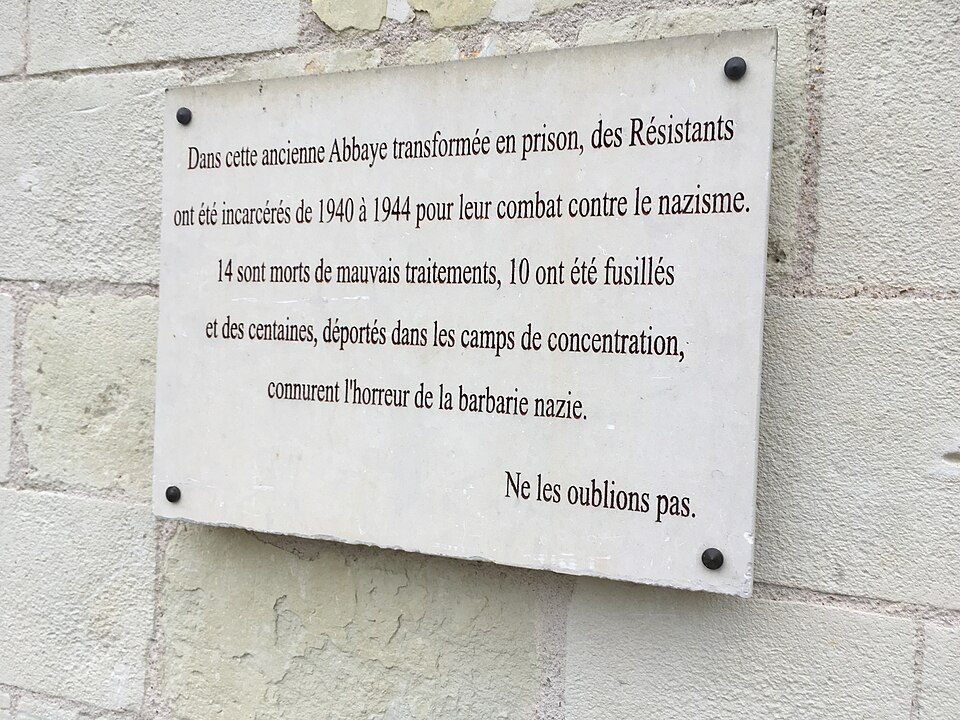 Dans cette ancienne Abbaye transformée en prison, des Résistants
ont été incarcérés de 1940 à 1944 pour leur combat contre le nazisme.
14 sont morts de mauvais traitements, 10 ont été fusillés
et des centaines, déportés dans les camps de concentration,
connurent l'horreur de la barbarie nazie.
Ne les oublions pas.